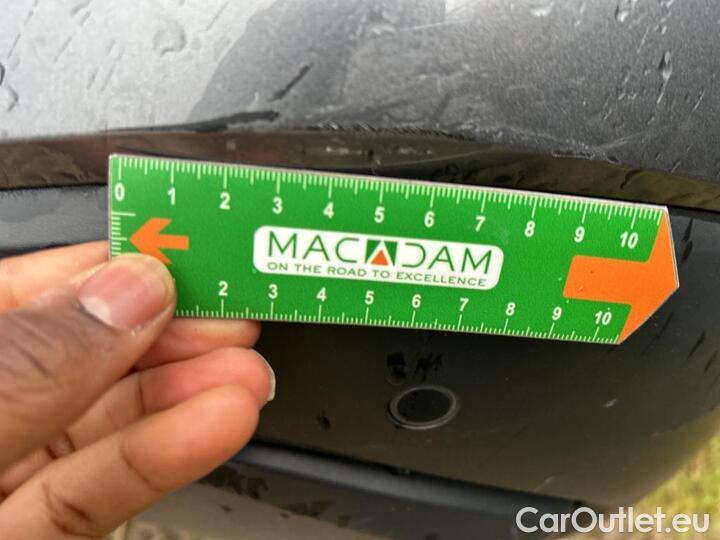 0 1 2 3 4 5 6 7 8 9 10
MACADAM
ON THE ROAD TO EXCELLENCE
2 3 4 5 6 7 8 9 10
CarOutlet.eu